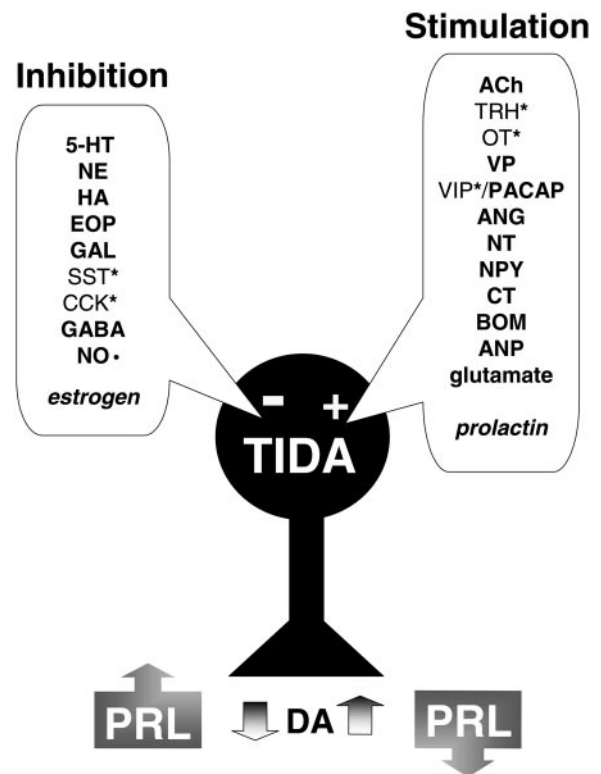 Inhibition
5-HT
NE
HA
EOP
GAL
SST*
CCK*
GABA
NO•
estrogen
Stimulation
ACh
TRH*
OT*
VP
VIP*/PACAP
ANG
NT
NPY
CT
BOM
ANP
glutamate
prolactin
- +
TIDA
PRL DA PRL